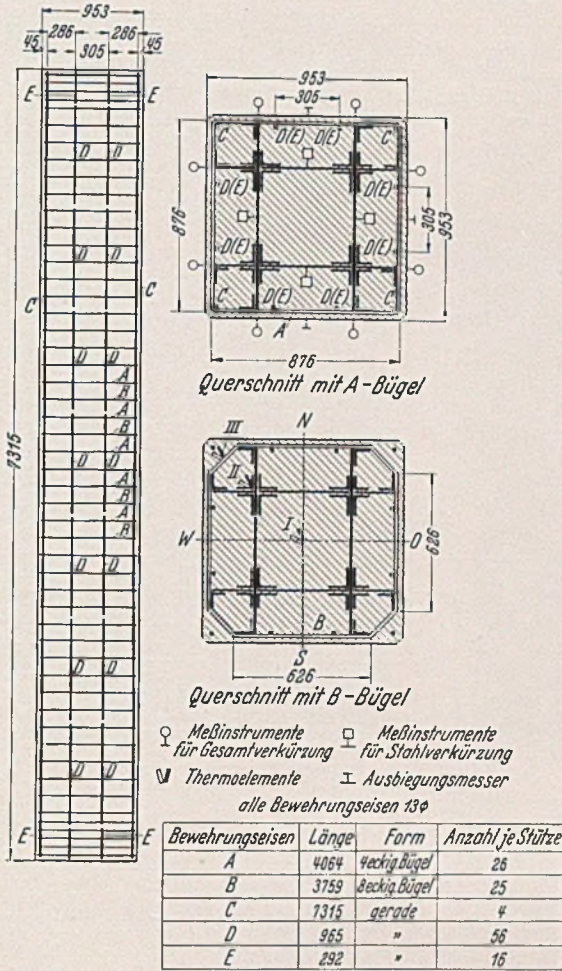 953
286 286
45 305 45
E E
D D
D D
C C
D D
A
B
A
B
A
D D
A
B
A
B
D D
D D
D D
E E
7315
953
305
C D(E) D(E) C
D(E) D(E)
876 305 953
D(E) D(E)
C D(E) D(E) C
A
876
Querschnitt mit A-Bügel
N
III
II
I
W O
626
B
S
626
Querschnitt mit B-Bügel
Meßinstrumente für Gesamtverkürzung
Meßinstrumente für Stahlverkürzung
Thermoelemente
Ausbiegungsmesser
alle Bewehrungseisen 13ϕ
Bewehrungseisen Länge Form Anzahl je Stütze
A 4064 4eckig.Bügel 26
B 3759 8eckig.Bügel 25
C 7315 gerade 4
D 965 " 56
E 292 " 16